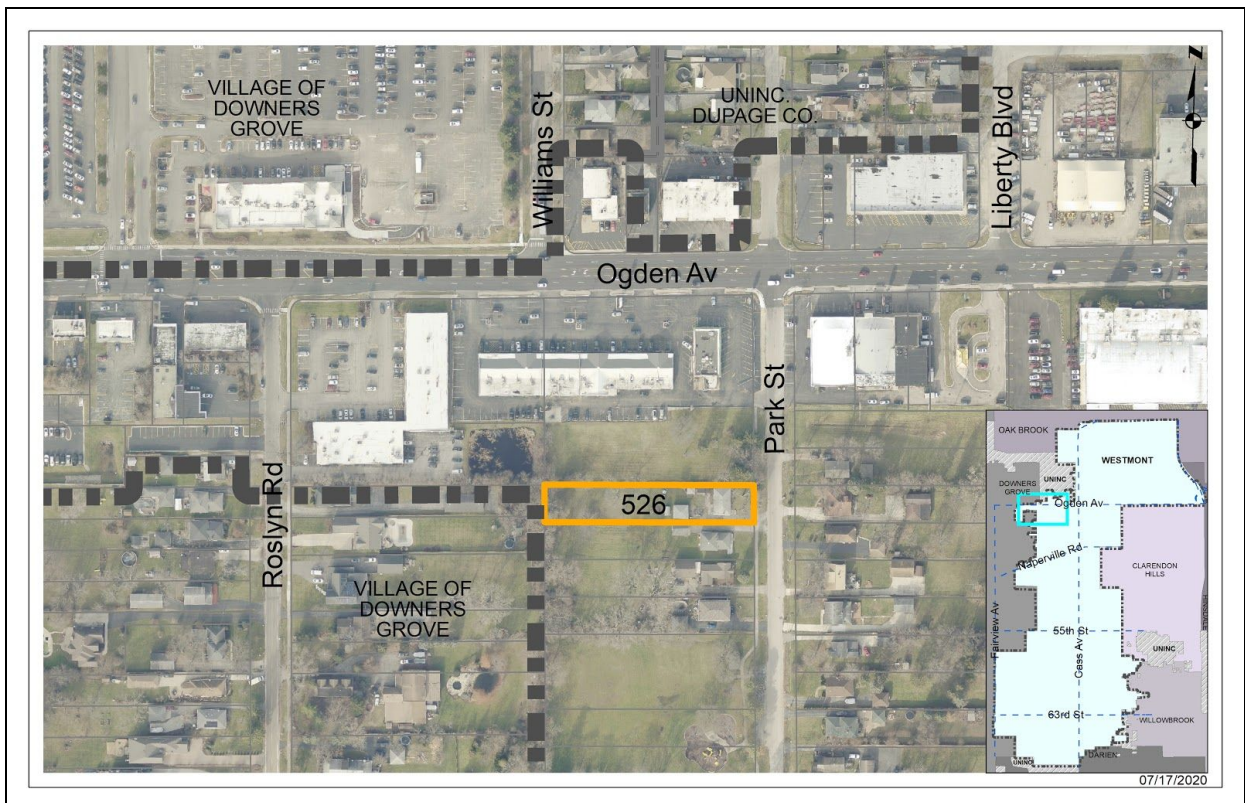 VILLAGE OF
DOWNERS
GROVE
Williams St
UNINC.
DUPAGE CO.
Liberty Blvd
Z
Ogden Av
Roslyn Rd
Park St
526
VILLAGE OF
DOWNERS
GROVE
OAK BROOK
WESTMONT
UNINC
DOWNERS
GROVE
Ogden Av
Naperville Rd
CLARENDON
HILLS
HINSDALE
Fairview Av
55th St
Cass Av
UNINC
63rd St
WILLOWBROOK
DARIEN
UNINC
07/17/2020